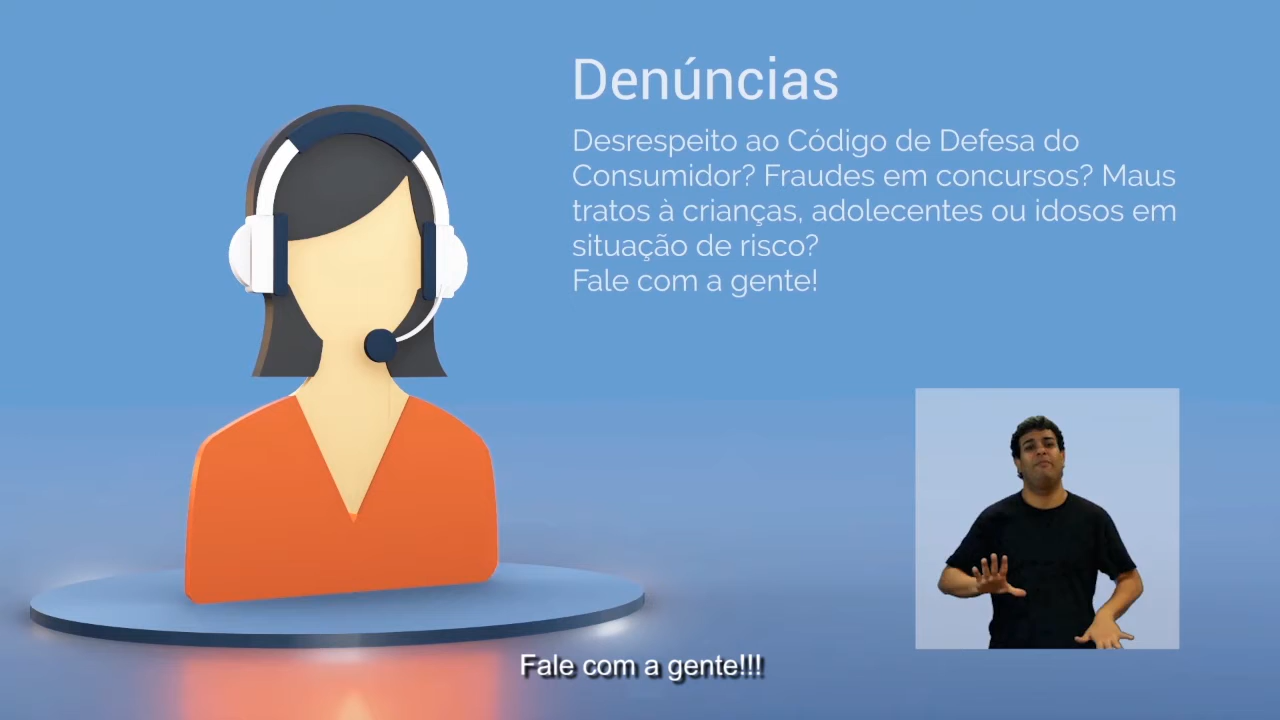 Denúncias
Desrespeito ao Código de Defesa do
Consumidor? Fraudes em concursos? Maus
tratos à crianças, adolecentes ou idosos em
situação de risco?
Fale com a gente!
Fale com a gente!!!